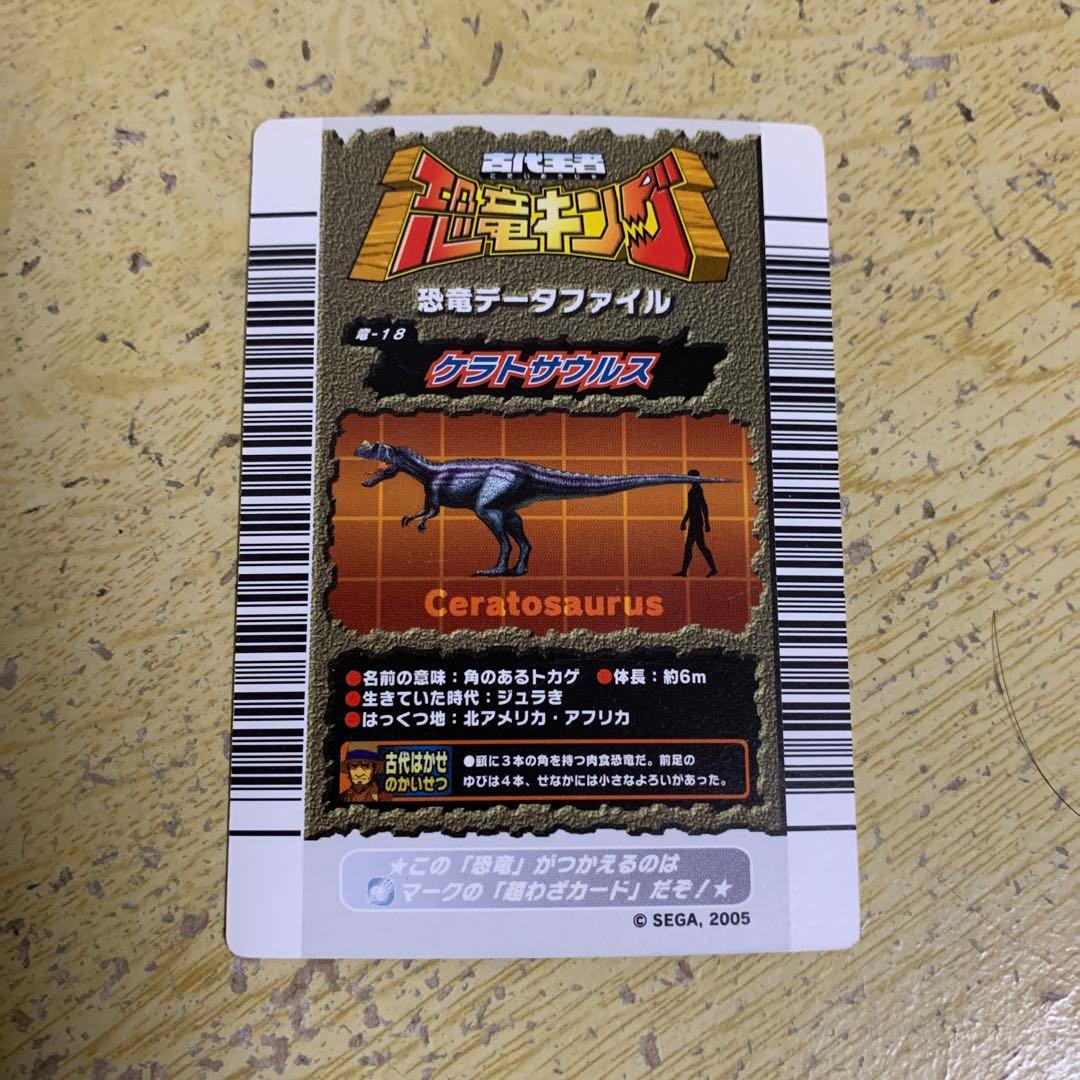 古代王者
こだいおうじゃ
恐竜キング
TM
恐竜データファイル
竜-18
ケラトサウルス
Ceratosaurus
●名前の意味：角のあるトカゲ ●体長：約6m
●生きていた時代：ジュラき
●はっくつ地：北アメリカ・アフリカ
古代はかせ
のかいせつ
●頭に3本の角を持つ肉食恐竜だ。前足の
ゆびは4本、せなかには小さなよろいがあった。
★この「恐竜」がつかえるのは
マークの「超わざカード」だぞ！★
© SEGA, 2005